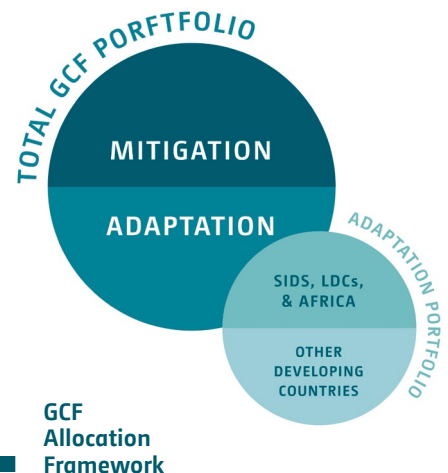 TOTAL GCF PORFTFOLIO
MITIGATION
ADAPTATION
ADAPTATION PORTFOLIO
SIDS, LDCs,
& AFRICA
OTHER
DEVELOPING
COUNTRIES
GCF
Allocation
Framework